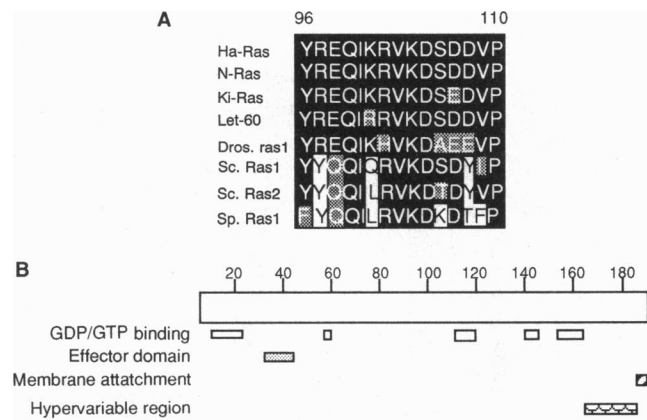 A
96 110
Ha-Ras YREQIKRVKDSDDVP
N-Ras YREQIKRVKDSDDVP
Ki-Ras YREQIKRVKDSEDVP
Let-60 YREQIRRVKDSDDVP
Dros. ras1 YREQIKRVKDAEEVP
Sc. Ras1 YYQQIQRVKDSDYIP
Sc. Ras2 YYQQILRVKDTDYVP
Sp. Ras1 FYQQILRVKDKDTFP
B
20 40 60 80 100 120 140 160 180
GDP/GTP binding
Effector domain
Membrane attatchment
Hypervariable region